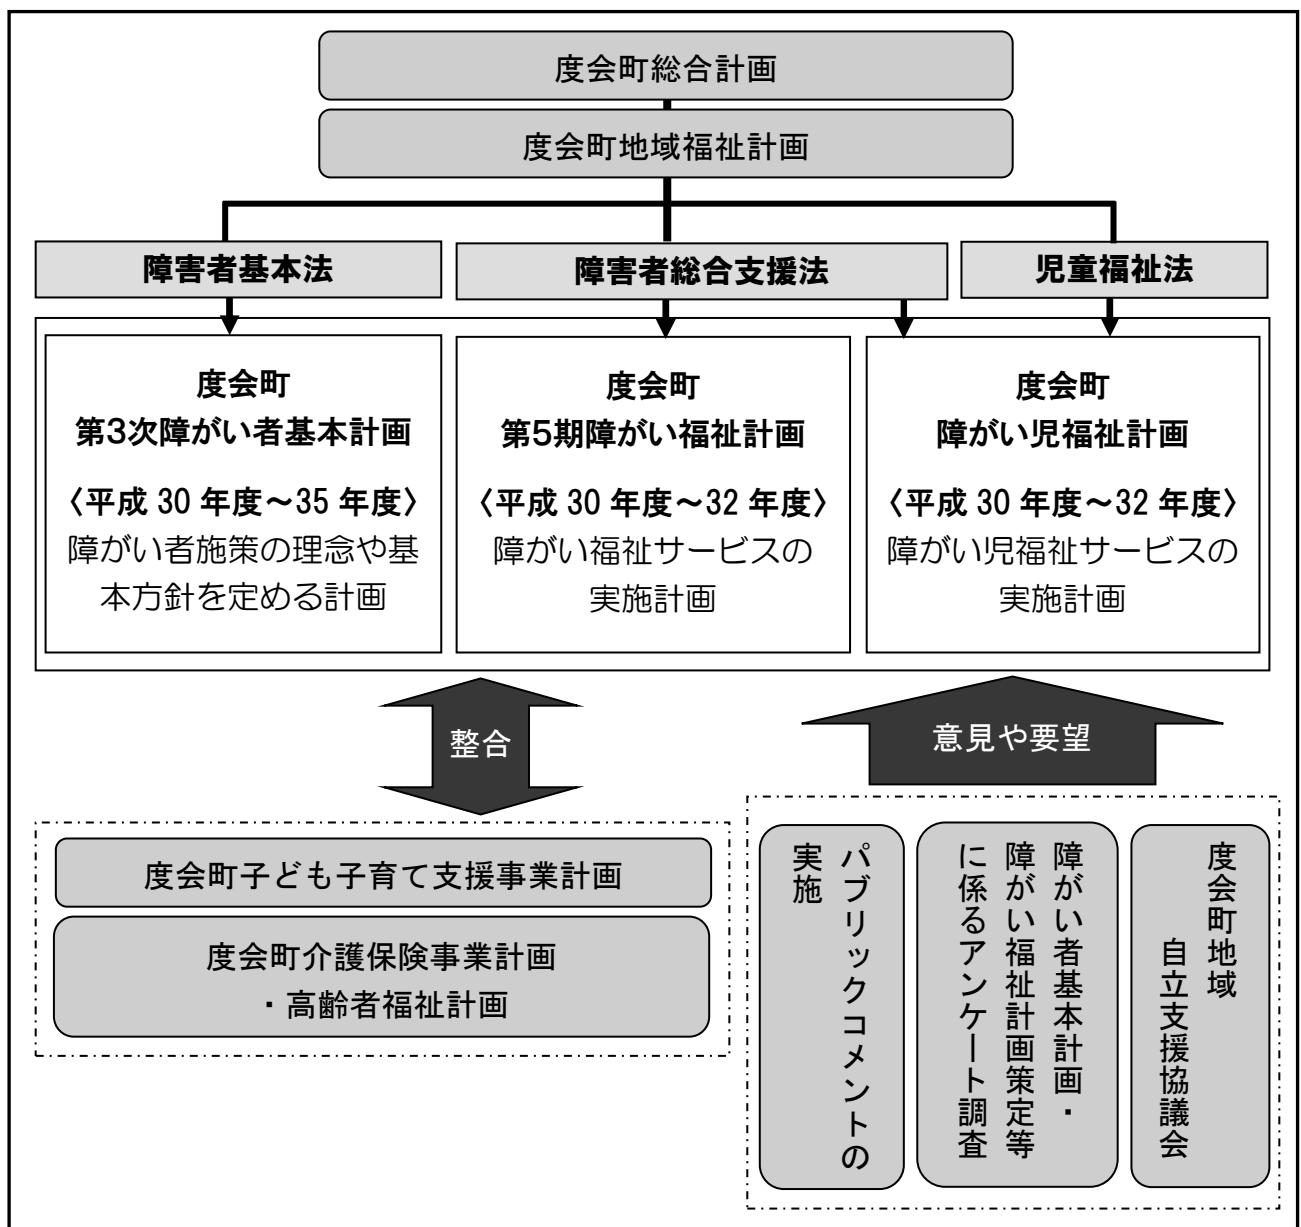 度会町総合計画
度会町地域福祉計画
障害者基本法
障害者総合支援法
児童福祉法
度会町
第3次障がい者基本計画
〈平成 30 年度～35 年度〉
障がい者施策の理念や基
本方針を定める計画
度会町
第5期障がい福祉計画
〈平成 30 年度～32 年度〉
障がい福祉サービスの
実施計画
度会町
障がい児福祉計画
〈平成 30 年度～32 年度〉
障がい児福祉サービスの
実施計画
整合
意見や要望
度会町子ども子育て支援事業計画
度会町介護保険事業計画
・高齢者福祉計画
度会町地域
自立支援協議会
障がい者基本計画・
障がい福祉計画策定等
に係るアンケート調査
パブリックコメントの
実施